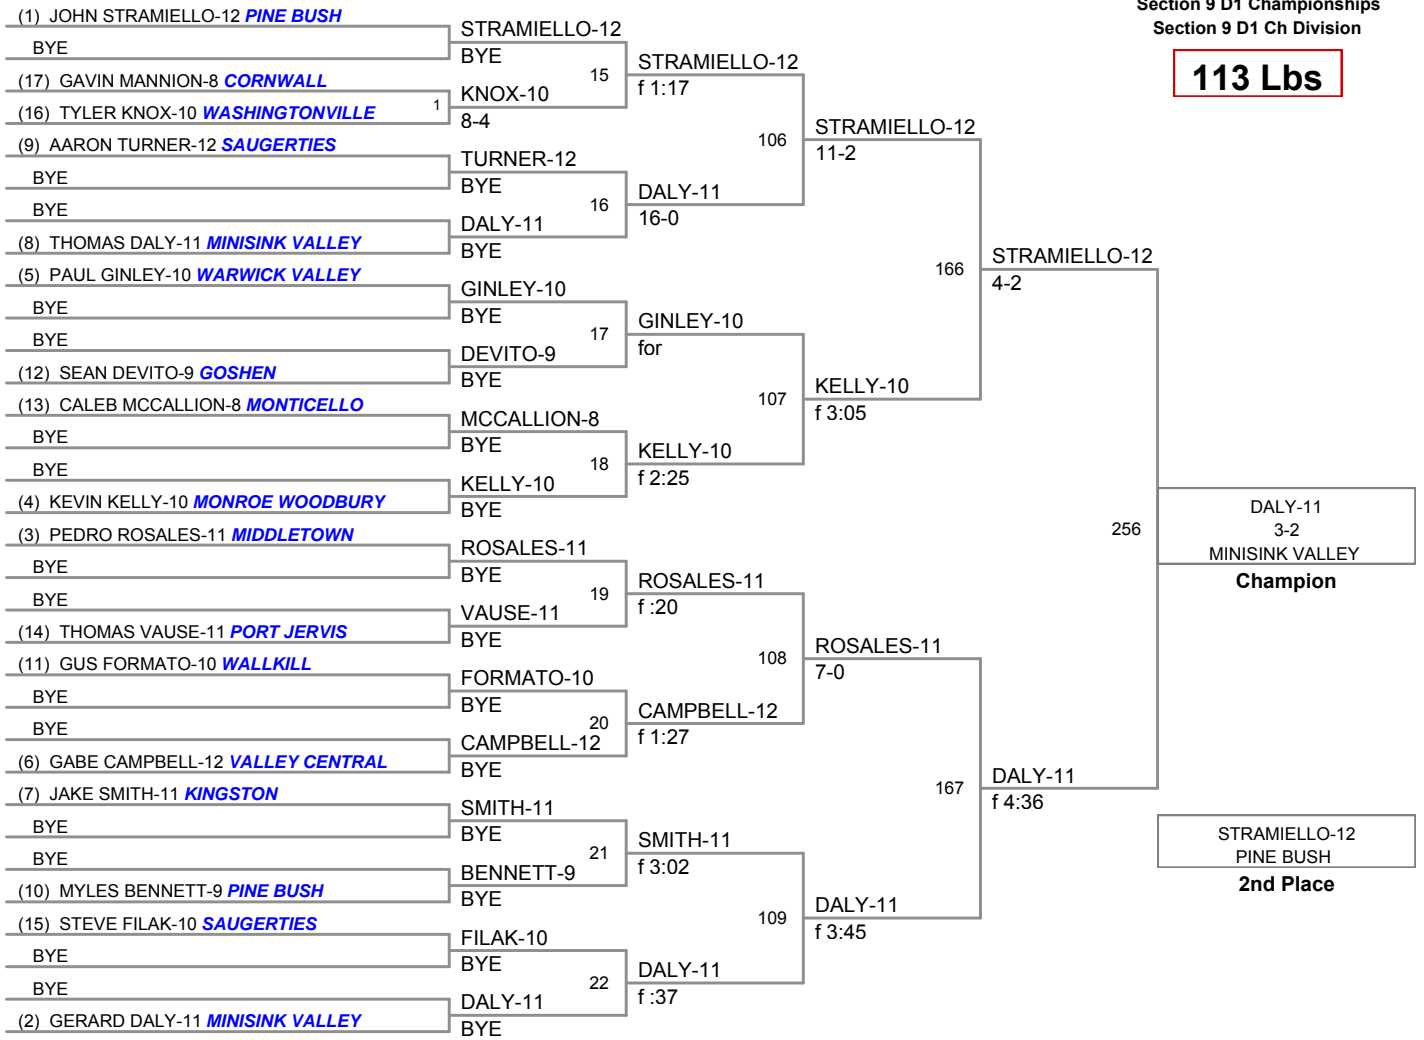 Section 9 D1 Championships
Section 9 D1 Ch Division
113 Lbs
(1) JOHN STRAMIELLO-12 PINE BUSH
BYE
(17) GAVIN MANNION-8 CORNWALL
(16) TYLER KNOX-10 WASHINGTONVILLE
(9) AARON TURNER-12 SAUGERTIES
BYE
BYE
(8) THOMAS DALY-11 MINISINK VALLEY
(5) PAUL GINLEY-10 WARWICK VALLEY
BYE
BYE
(12) SEAN DEVITO-9 GOSHEN
(13) CALEB MCCALLION-8 MONTICELLO
BYE
BYE
(4) KEVIN KELLY-10 MONROE WOODBURY
(3) PEDRO ROSALES-11 MIDDLETOWN
BYE
BYE
(14) THOMAS VAUSE-11 PORT JERVIS
(11) GUS FORMATO-10 WALLKILL
BYE
BYE
(6) GABE CAMPBELL-12 VALLEY CENTRAL
(7) JAKE SMITH-11 KINGSTON
BYE
BYE
(10) MYLES BENNETT-9 PINE BUSH
(15) STEVE FILAK-10 SAUGERTIES
BYE
BYE
(2) GERARD DALY-11 MINISINK VALLEY
1
STRAMIELLO-12
BYE
KNOX-10
8-4
TURNER-12
BYE
DALY-11
BYE
GINLEY-10
BYE
DEVITO-9
BYE
MCCALLION-8
BYE
KELLY-10
BYE
ROSALES-11
BYE
VAUSE-11
BYE
FORMATO-10
BYE
CAMPBELL-12
BYE
SMITH-11
BYE
BENNETT-9
BYE
FILAK-10
BYE
DALY-11
BYE
15
16
17
18
19
20
21
22
STRAMIELLO-12
f 1:17
DALY-11
16-0
GINLEY-10
for
KELLY-10
f 2:25
ROSALES-11
f :20
CAMPBELL-12
f 1:27
SMITH-11
f 3:02
DALY-11
f :37
106
107
108
109
STRAMIELLO-12
11-2
KELLY-10
f 3:05
ROSALES-11
7-0
DALY-11
f 3:45
166
167
STRAMIELLO-12
4-2
DALY-11
f 4:36
256
DALY-11
3-2
MINISINK VALLEY
Champion
STRAMIELLO-12
PINE BUSH
2nd Place